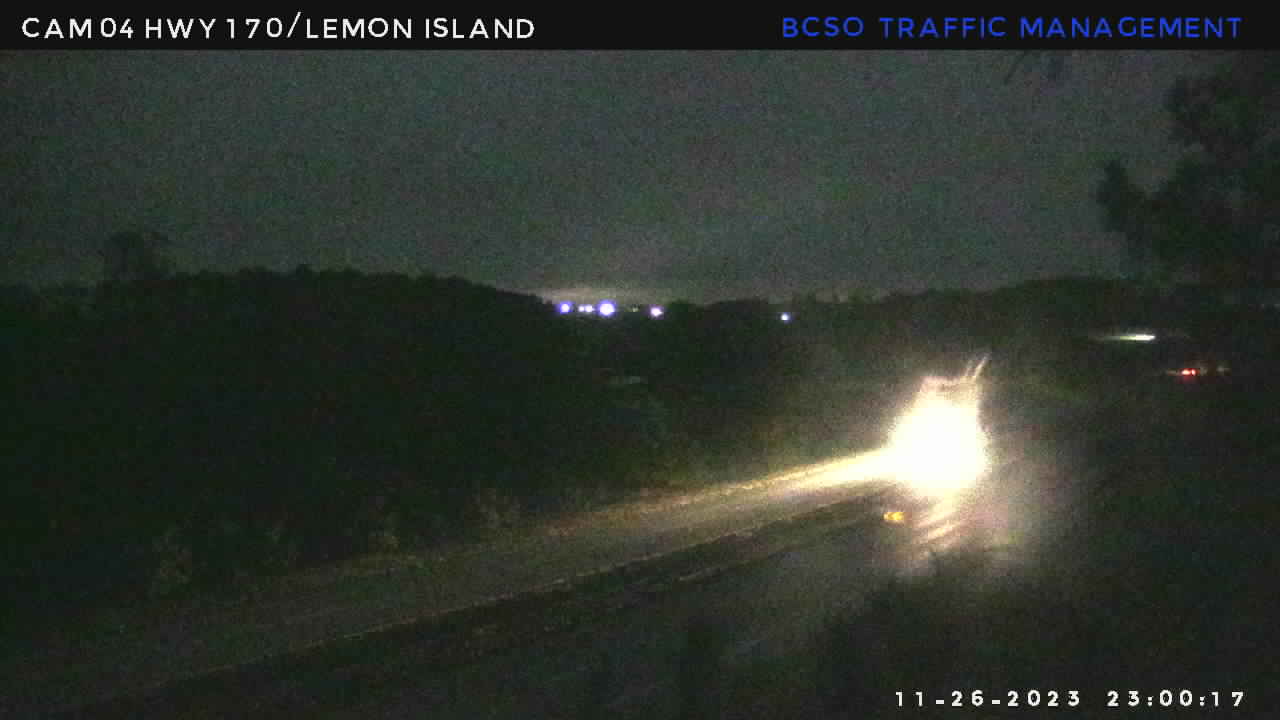 CAM04 HWY 170/LEMON ISLAND
BCSO TRAFFIC MANAGEMENT
11-26-2023 23:00:17